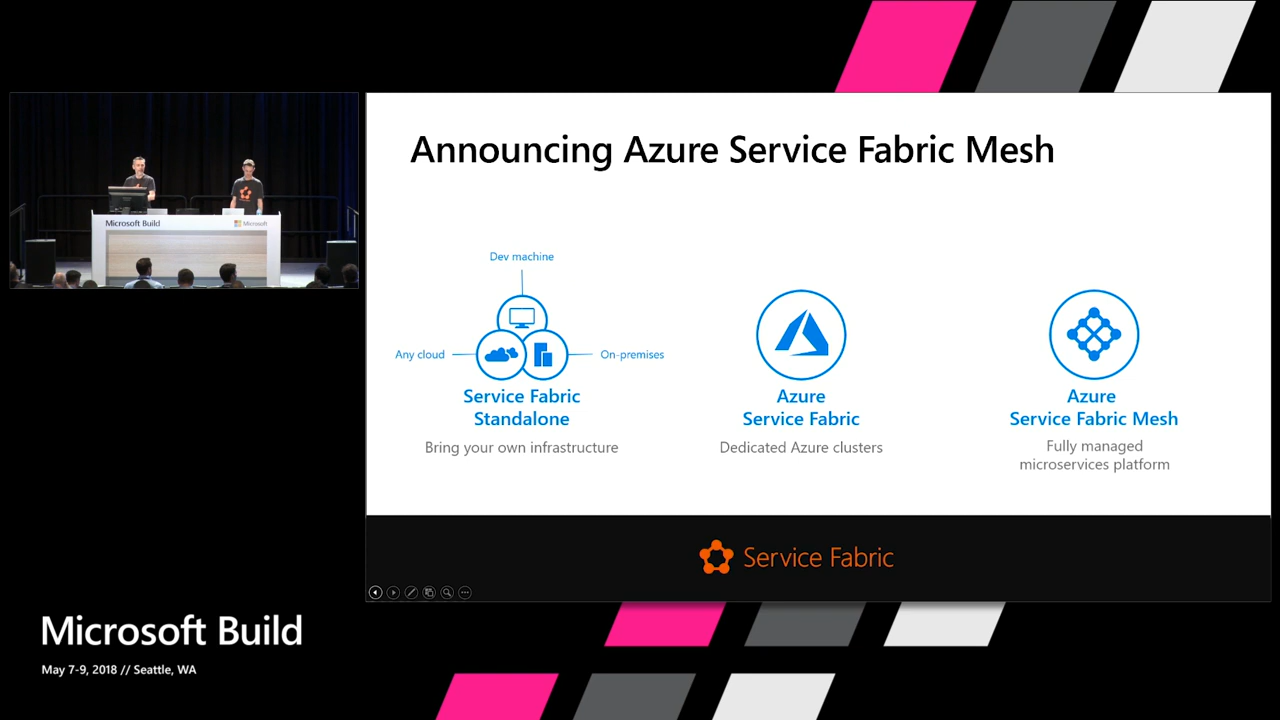 Announcing Azure Service Fabric Mesh
Dev machine
Any cloud
On-premises
Service Fabric
Standalone
Bring your own infrastructure
Azure
Service Fabric
Dedicated Azure clusters
Azure
Service Fabric Mesh
Fully managed
microservices platform
Service Fabric
Microsoft Build
Microsoft
Microsoft Build
May 7-9, 2018 // Seattle, WA